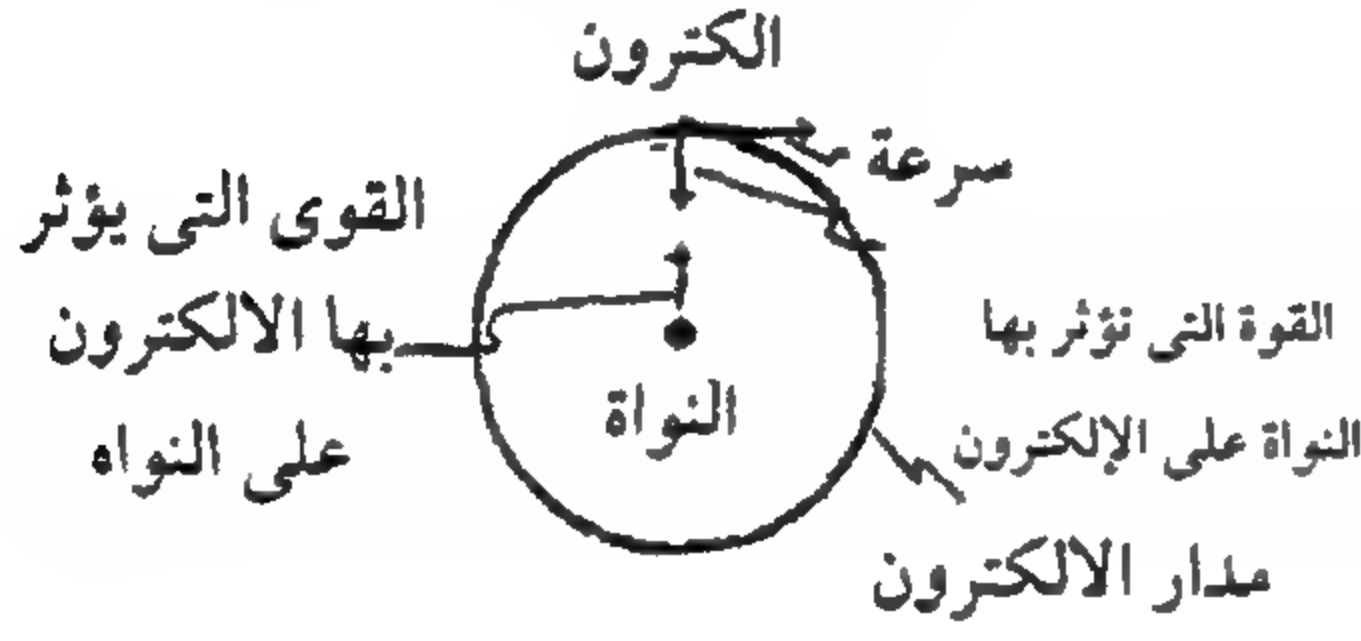 الكترون
سرعة
القوى التى يؤثر
بها الالكترون
على النواه
النواة
القوة التى تؤثر بها
النواة على الإلكترون
مدار الالكترون